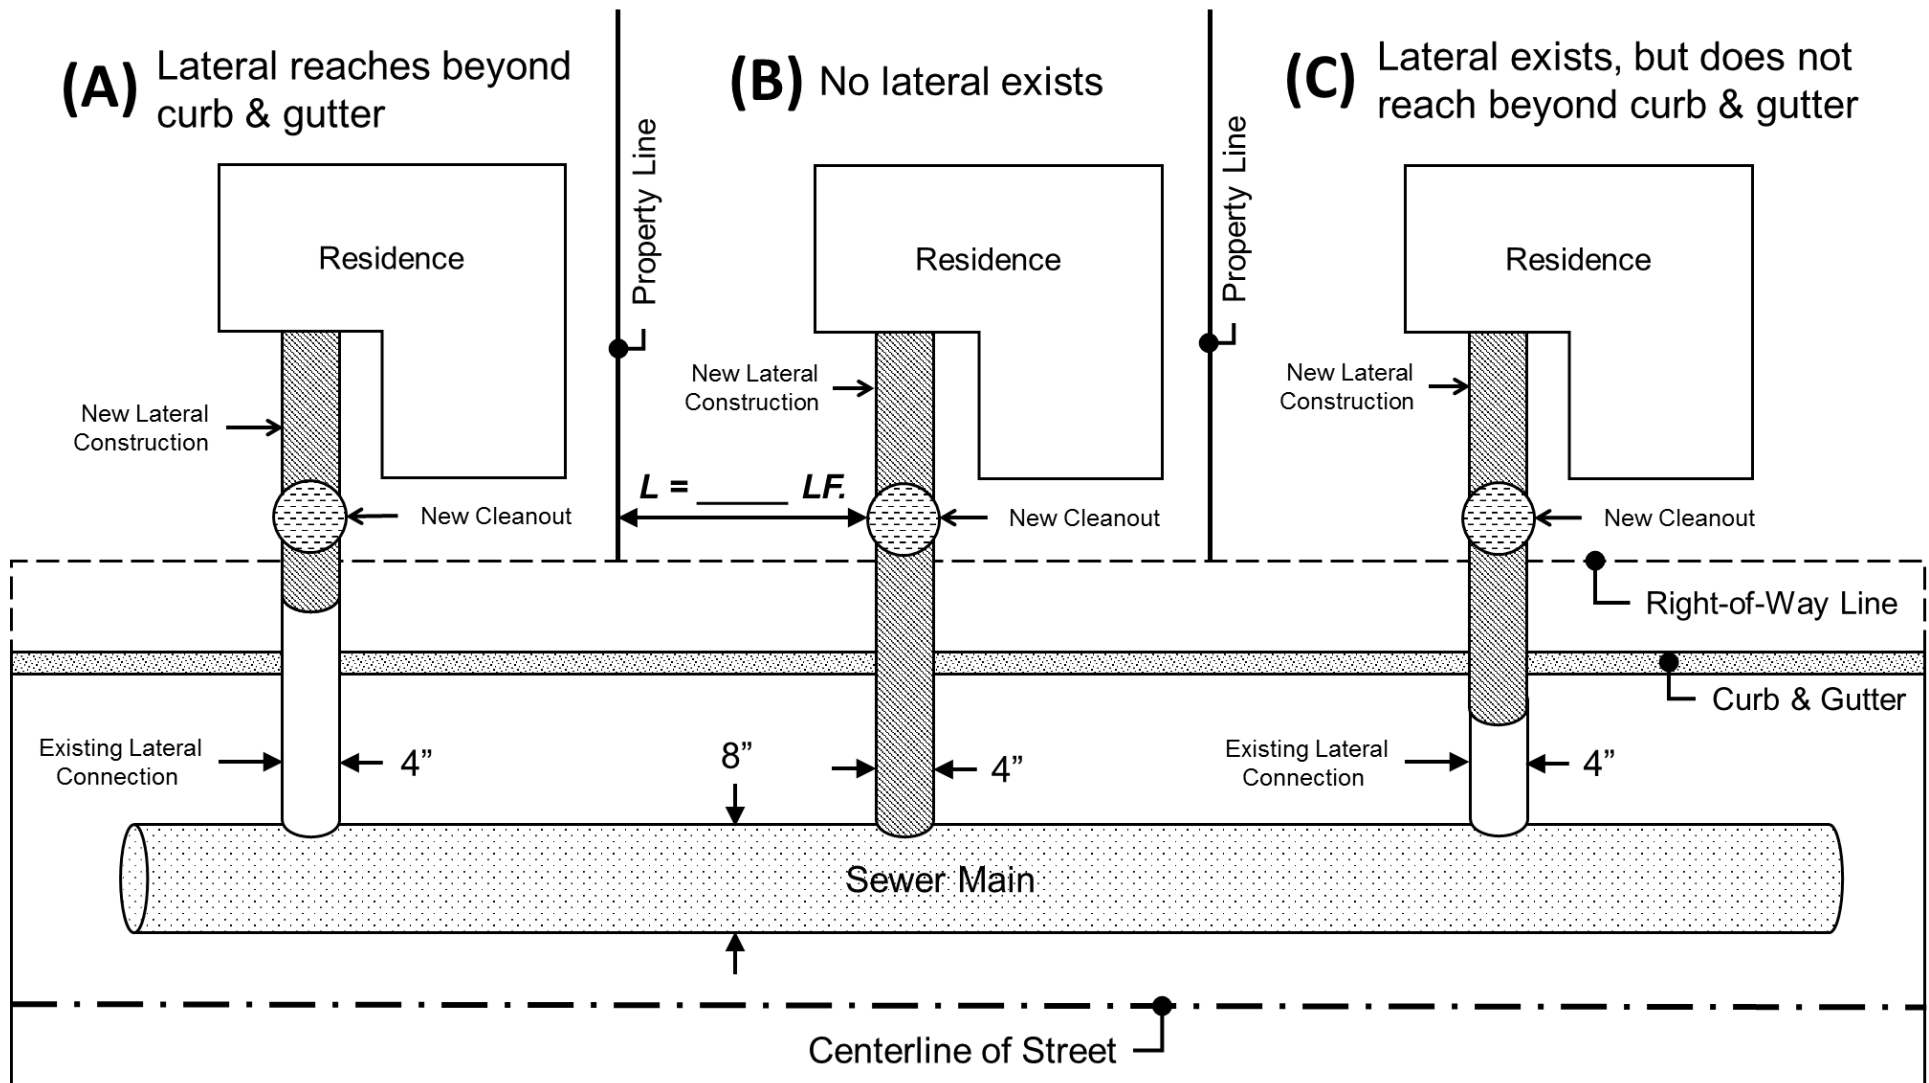 (A) Lateral reaches beyond
curb & gutter
(B) No lateral exists
(C) Lateral exists, but does not
reach beyond curb & gutter
Property Line
Property Line
Residence
Residence
Residence
New Lateral
Construction
New Lateral
Construction
New Lateral
Construction
L = _____ LF.
New Cleanout
New Cleanout
New Cleanout
Right-of-Way Line
Curb & Gutter
Existing Lateral
Connection
4”
8”
4”
Existing Lateral
Connection
4”
Sewer Main
Centerline of Street